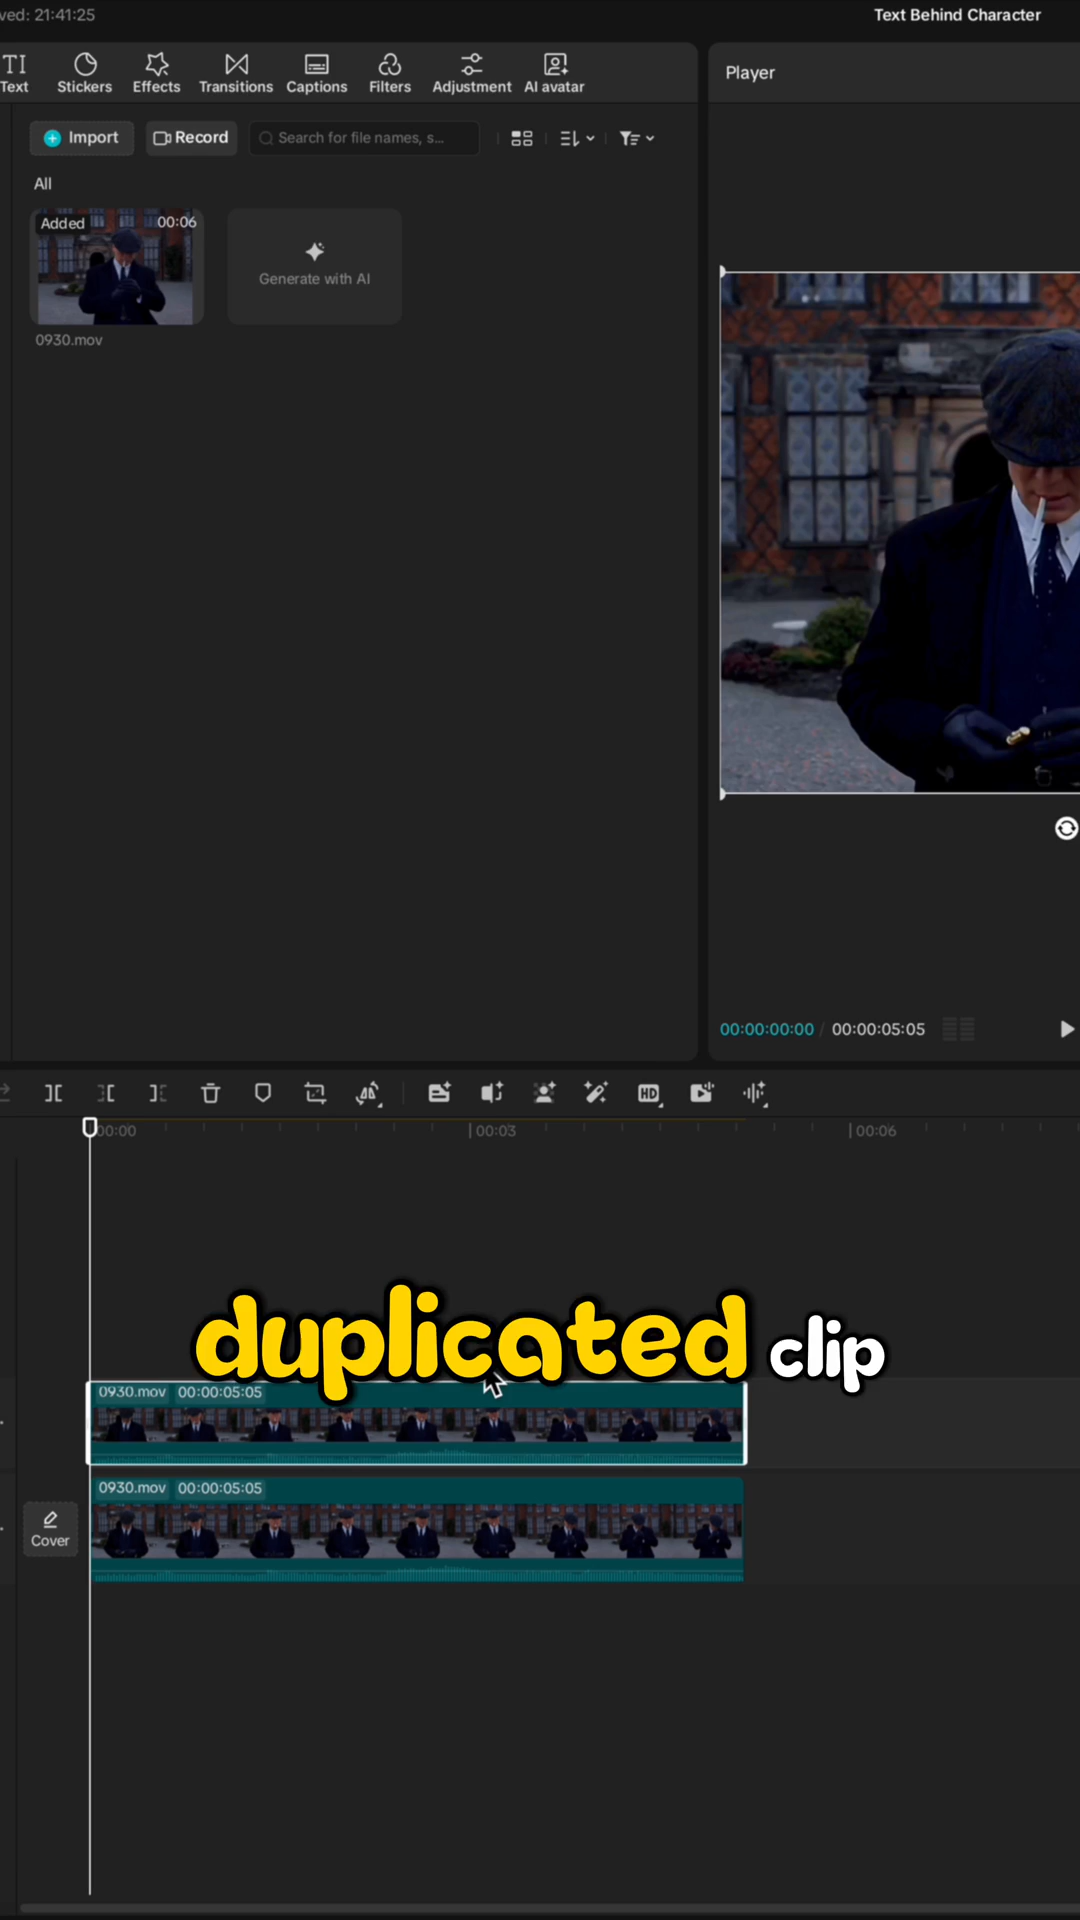 ved: 21:41:25
Text Behind Character
TI
Text
Stickers
Effects
Transitions
Captions
Filters
Adjustment
AI avatar
Player
Import
Record
Search for file names, s...
All
Added
00:06
Generate with AI
0930.mov
00:00:00:00 / 00:00:05:05
HD
00:00
00:03
00:06
duplicated clip
0930.mov 00:00:05:05
0930.mov 00:00:05:05
Cover